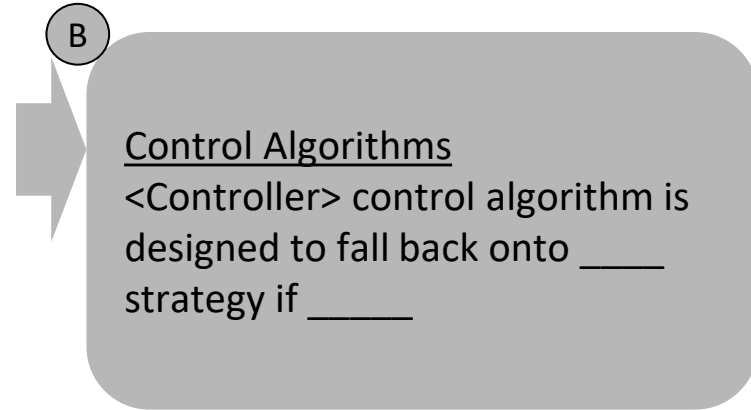 B
Control Algorithms
<Controller> control algorithm is
designed to fall back onto ____
strategy if _____